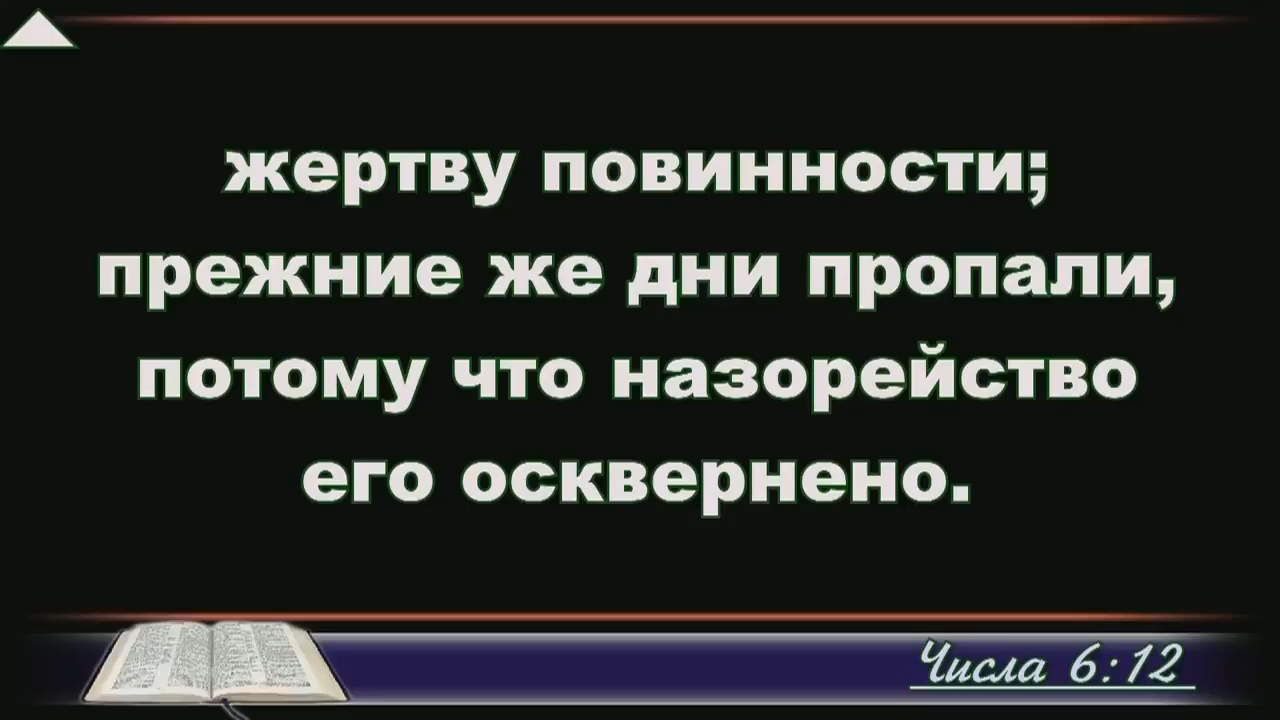 жертву повинности;
прежние же дни пропали,
потому что назорейство
его осквернено.
Числа 6:12